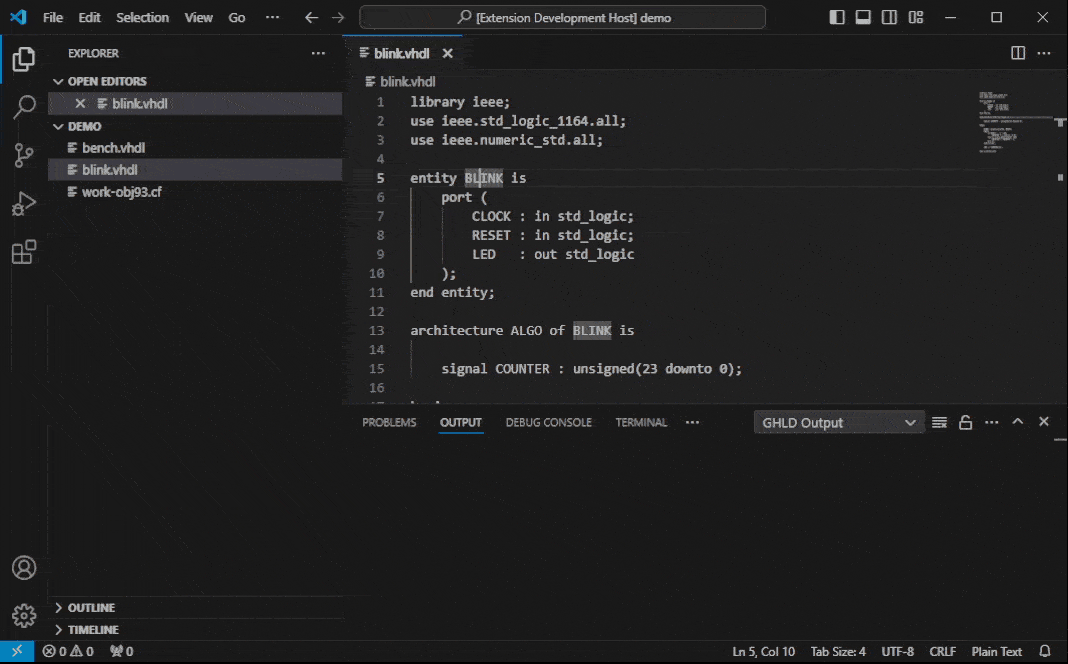 File Edit Selection View Go ··· [Extension Development Host] demo
EXPLORER ···
OPEN EDITORS
blink.vhdl
DEMO
bench.vhdl
blink.vhdl
work-obj93.cf
OUTLINE
TIMELINE
blink.vhdl
blink.vhdl
1 library ieee;
2 use ieee.std_logic_1164.all;
3 use ieee.numeric_std.all;
4
5 entity BLINK is
6 port (
7 CLOCK : in std_logic;
8 RESET : in std_logic;
9 LED : out std_logic
10 );
11 end entity;
12
13 architecture ALGO of BLINK is
14
15 signal COUNTER : unsigned(23 downto 0);
16
PROBLEMS OUTPUT DEBUG CONSOLE TERMINAL ··· GHLD Output
0 0 0 Ln 5, Col 10 Tab Size: 4 UTF-8 CRLF Plain Text